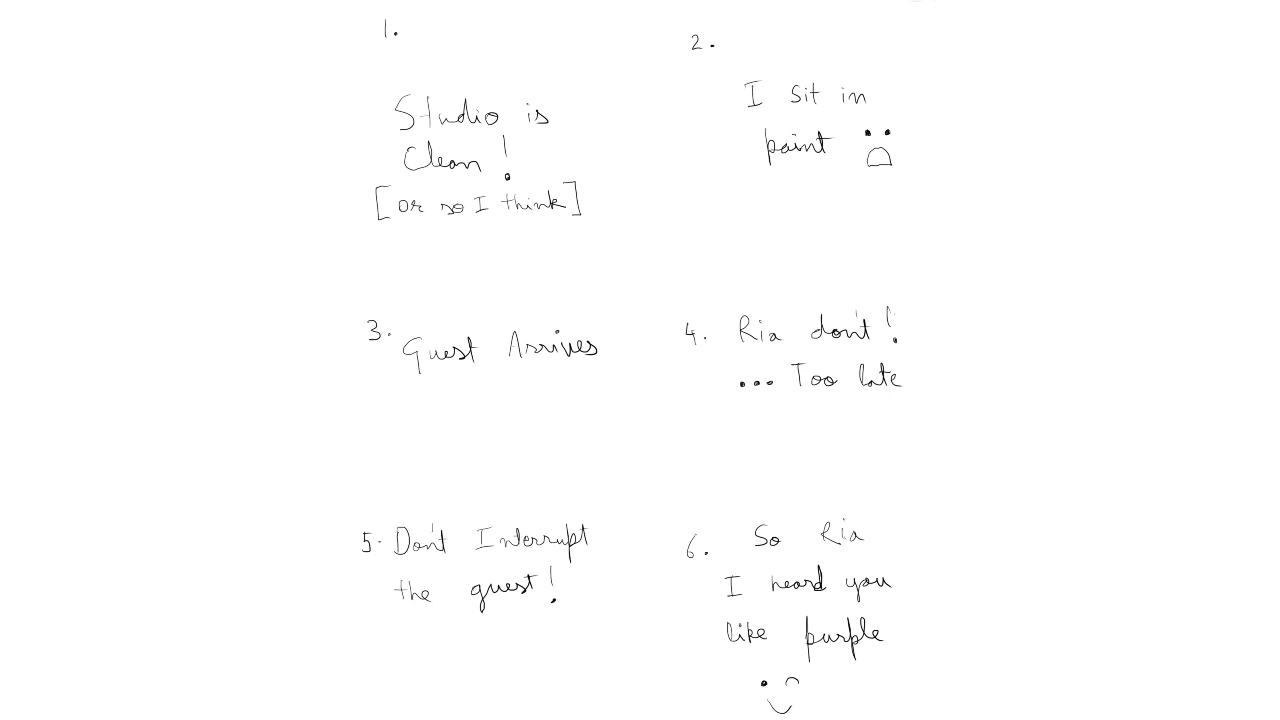 1.
Studio is
Clean!
[or so I think]
2.
I sit in
paint
3. Guest Arrives
4. Ria don't!
... Too late
5. Don't Interrupt
the guest!
6. So Ria
I heard you
like purple